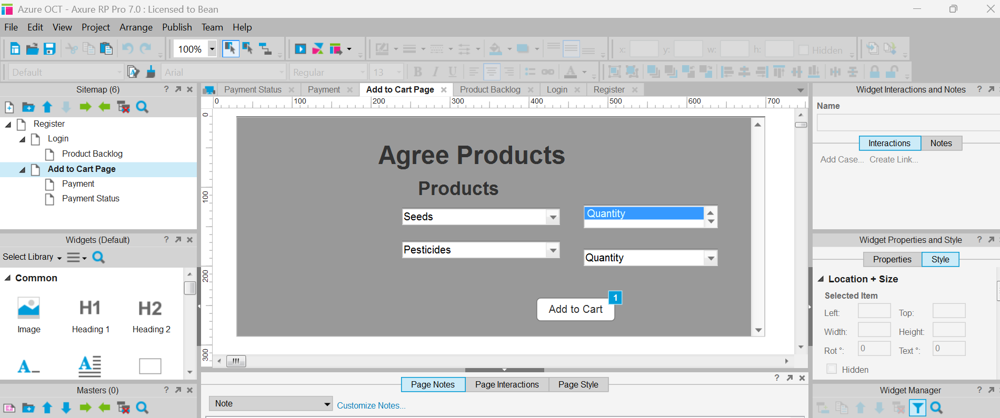 Azure OCT - Axure RP Pro 7.0 : Licensed to Bean
File Edit View Project Arrange Publish Team Help
100% x: y: w: h: Hidden
Default Arial Regular 13 B I U A
Sitemap (6) ?
Register
Login
Product Backlog
Add to Cart Page
Payment
Payment Status
Widgets (Default) ?
Select Library
Common
H1 H2
Image Heading 1 Heading 2
A A
Masters (0) ?
Payment Status Payment Add to Cart Page Product Backlog Login Register
0 100 200 300 400 500 600 700
0
100
200
300
Agree Products
Products
Seeds Quantity
Pesticides Quantity
1
Add to Cart
Page Notes Page Interactions Page Style ?
Note Customize Notes...
Widget Interactions and Notes ?
Name
Interactions Notes
Add Case... Create Link...
Widget Properties and Style ?
Properties Style
Location + Size
Selected Item
Left: Top:
Width: Height:
Rot °: 0 Text °: 0
Hidden
Widget Manager ?